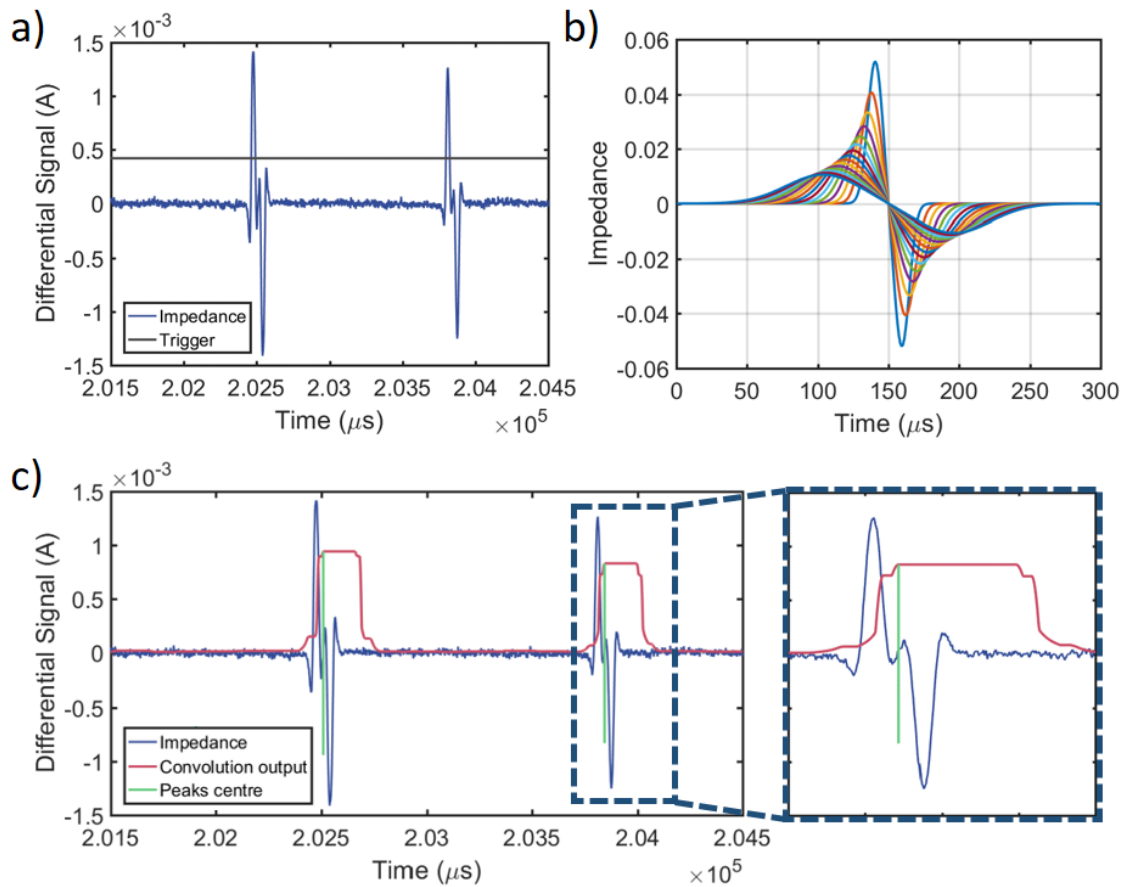 a)
×10⁻³
1.5
1
0.5
0
-0.5
-1
-1.5
Differential Signal (A)
Impedance
Trigger
2.015 2.02 2.025 2.03 2.035 2.04 2.045
Time (μs)
×10⁵
b)
0.06
0.04
0.02
0
-0.02
-0.04
-0.06
Impedance
0 50 100 150 200 250 300
Time (μs)
c)
×10⁻³
1.5
1
0.5
0
-0.5
-1
-1.5
Differential Signal (A)
Impedance
Convolution output
Peaks centre
2.015 2.02 2.025 2.03 2.035 2.04 2.045
Time (μs)
×10⁵